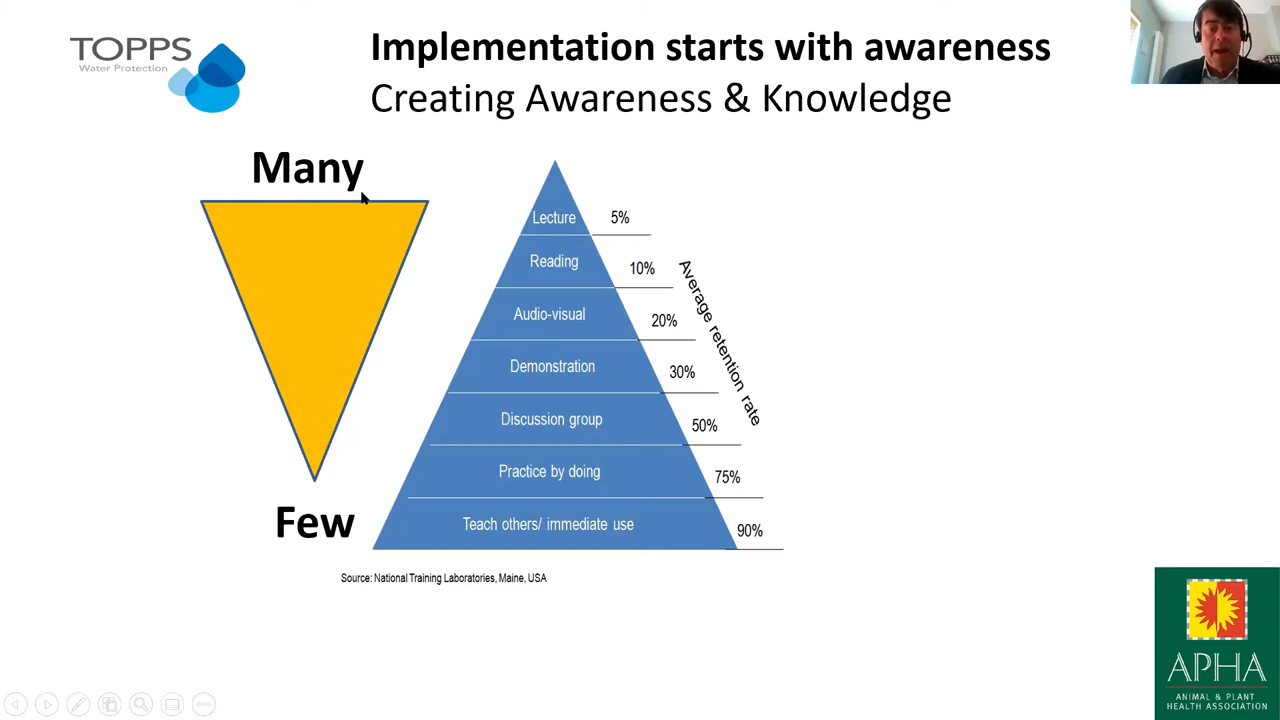 TOPPS
Water Protection
Implementation starts with awareness
Creating Awareness & Knowledge
Many
Few
Lecture 5%
Reading 10%
Audio-visual 20%
Demonstration 30%
Discussion group 50%
Practice by doing 75%
Teach others/ immediate use 90%
Average retention rate
Source: National Training Laboratories, Maine, USA
APHA
ANIMAL & PLANT
HEALTH ASSOCIATION